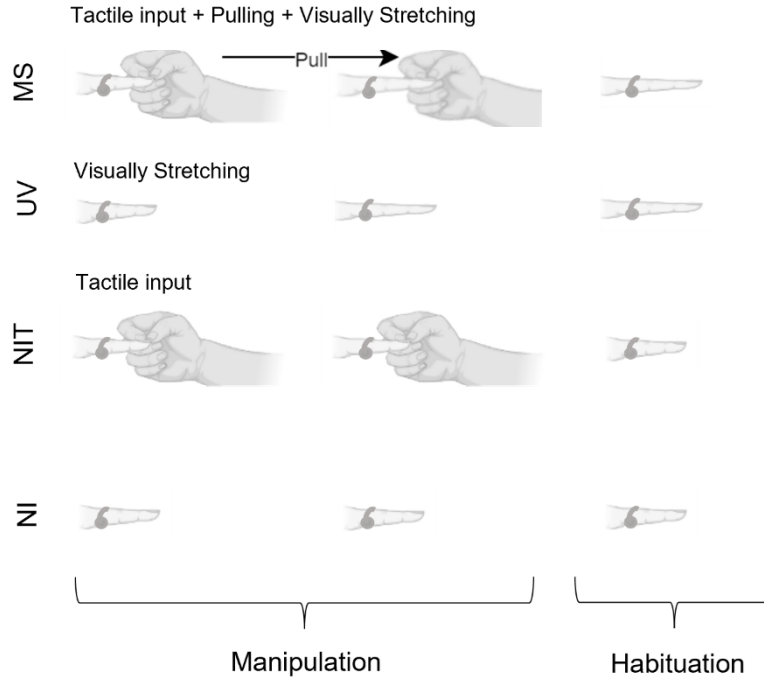 Tactile input + Pulling + Visually Stretching
MS
Pull
Visually Stretching
UV
Tactile input
NIT
NI
Manipulation
Habituation